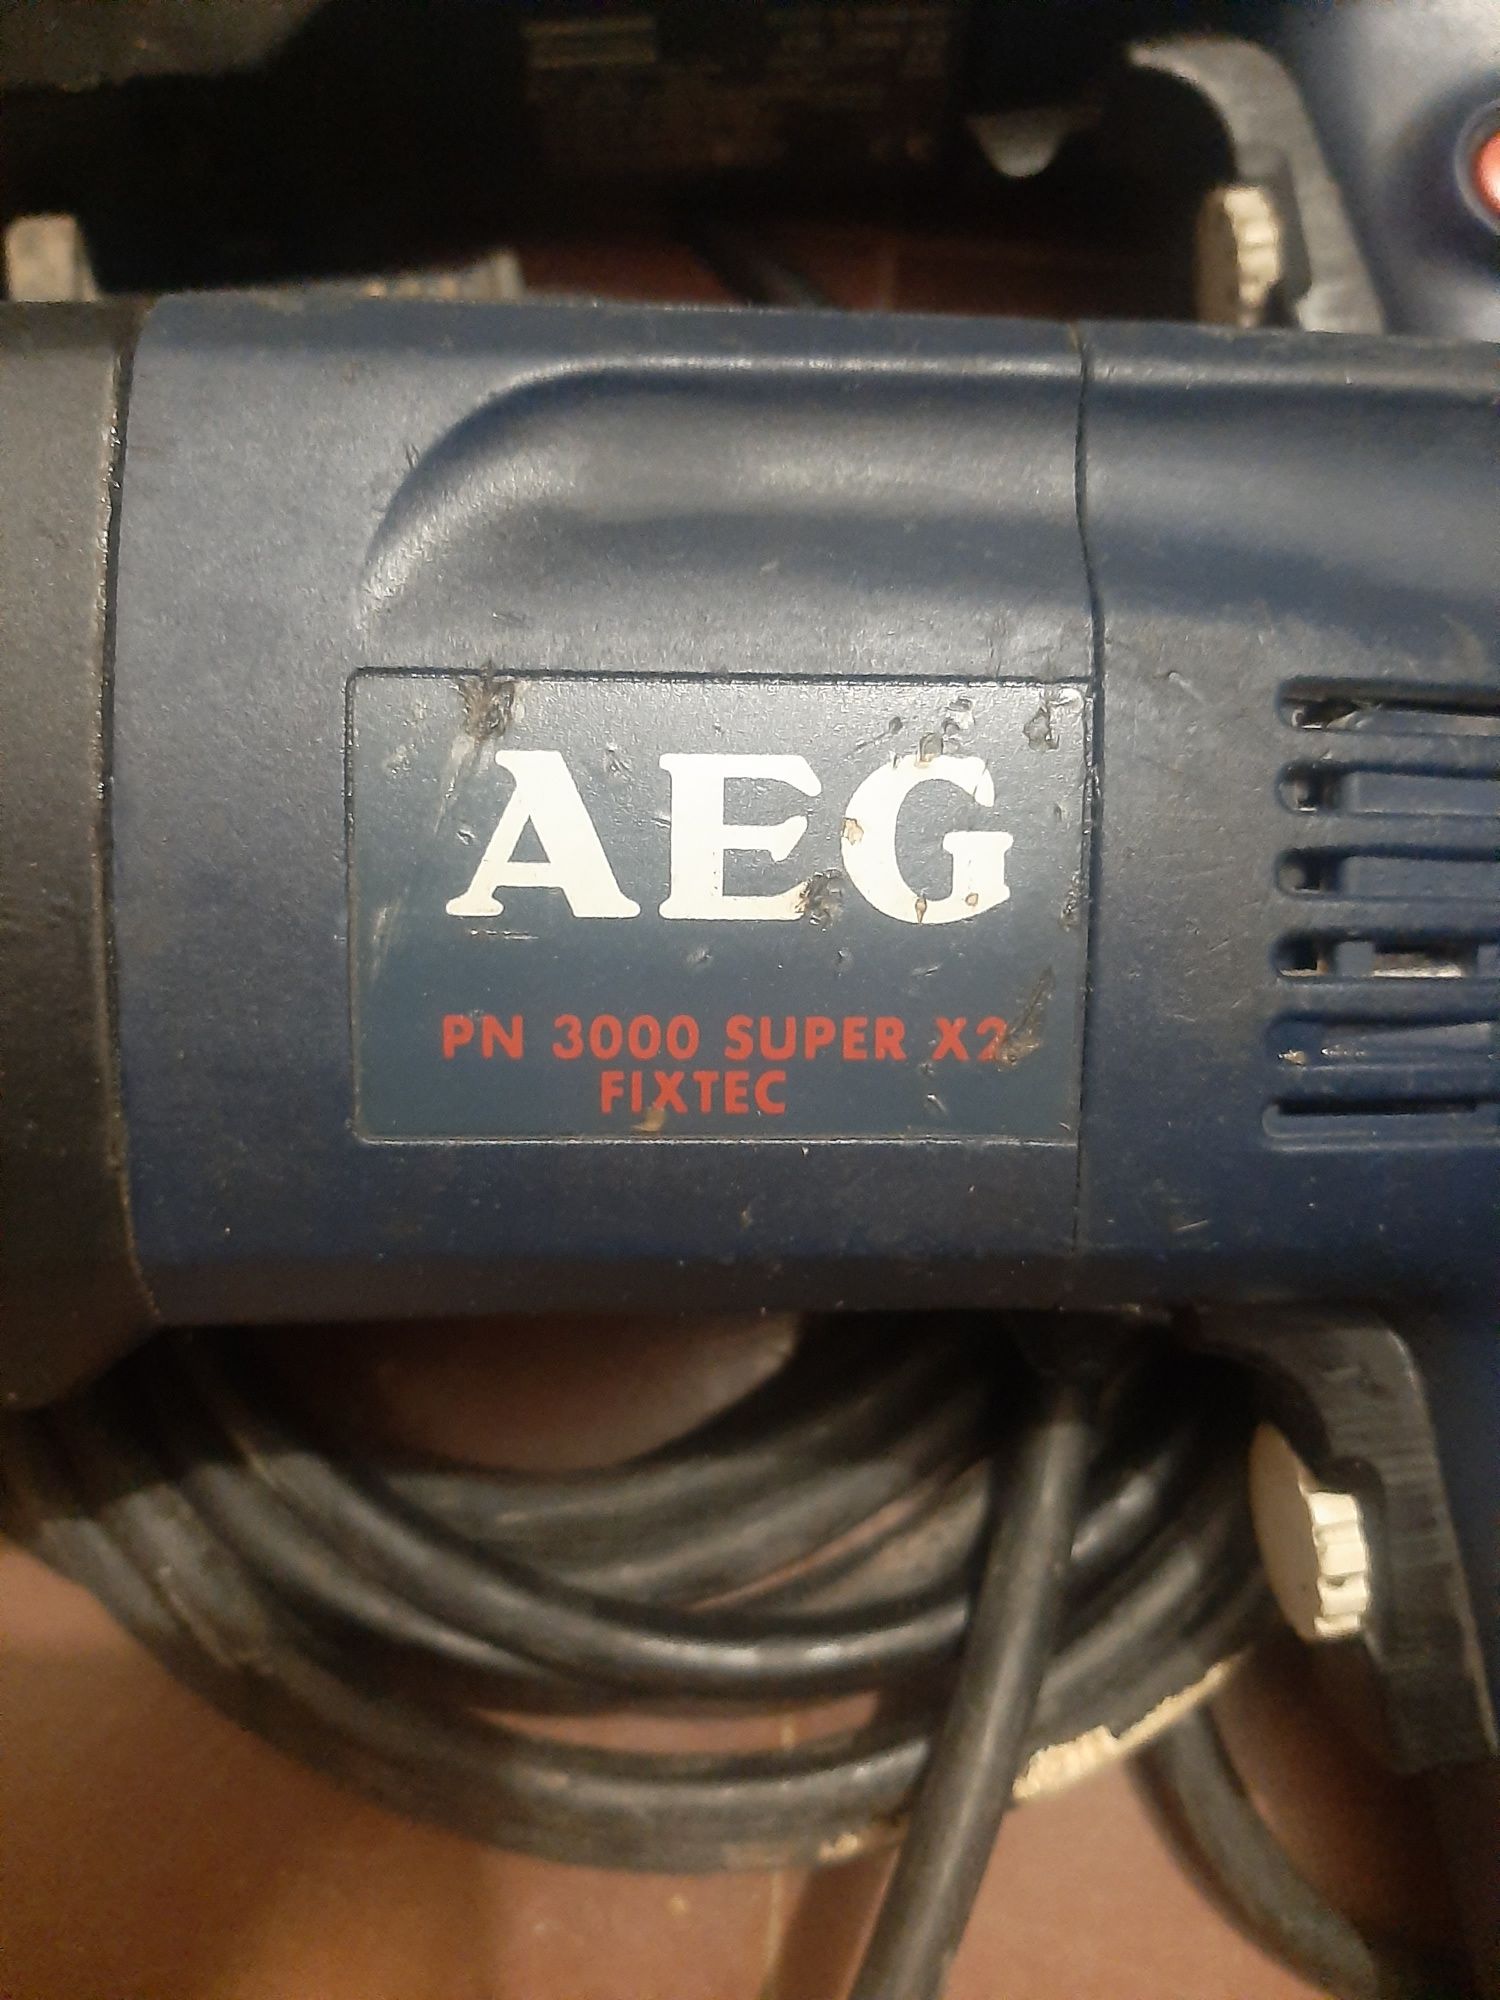 AEG
PN 3000 SUPER X2
FIXTEC